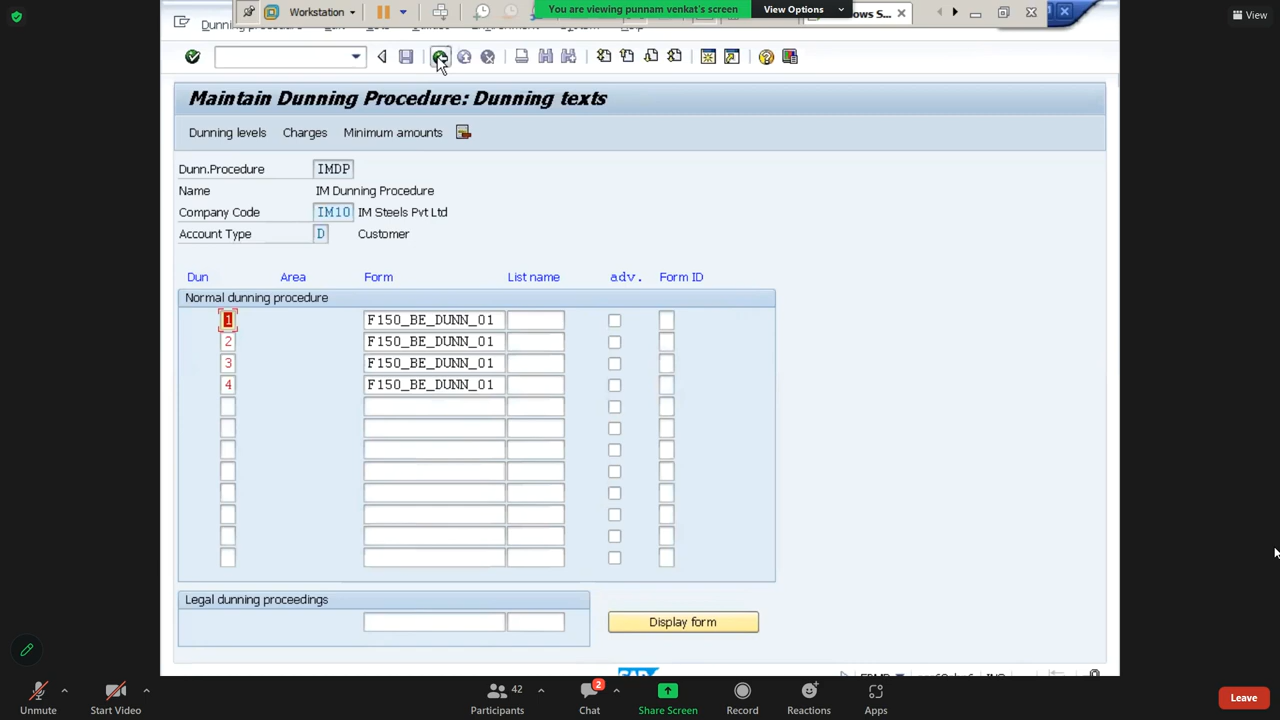 You are viewing punnam venkat's screen
View Options
View
Workstation
ows S...
Maintain Dunning Procedure: Dunning texts
Dunning levels Charges Minimum amounts
Dunn.Procedure IMDP
Name IM Dunning Procedure
Company Code IM10 IM Steels Pvt Ltd
Account Type D Customer
Dun Area Form List name adv. Form ID
Normal dunning procedure
1 F150_BE_DUNN_01
2 F150_BE_DUNN_01
3 F150_BE_DUNN_01
4 F150_BE_DUNN_01
Legal dunning proceedings
Display form
SAP
Unmute
Start Video
Participants 42
Chat 2
Share Screen
Record
Reactions
Apps
Leave